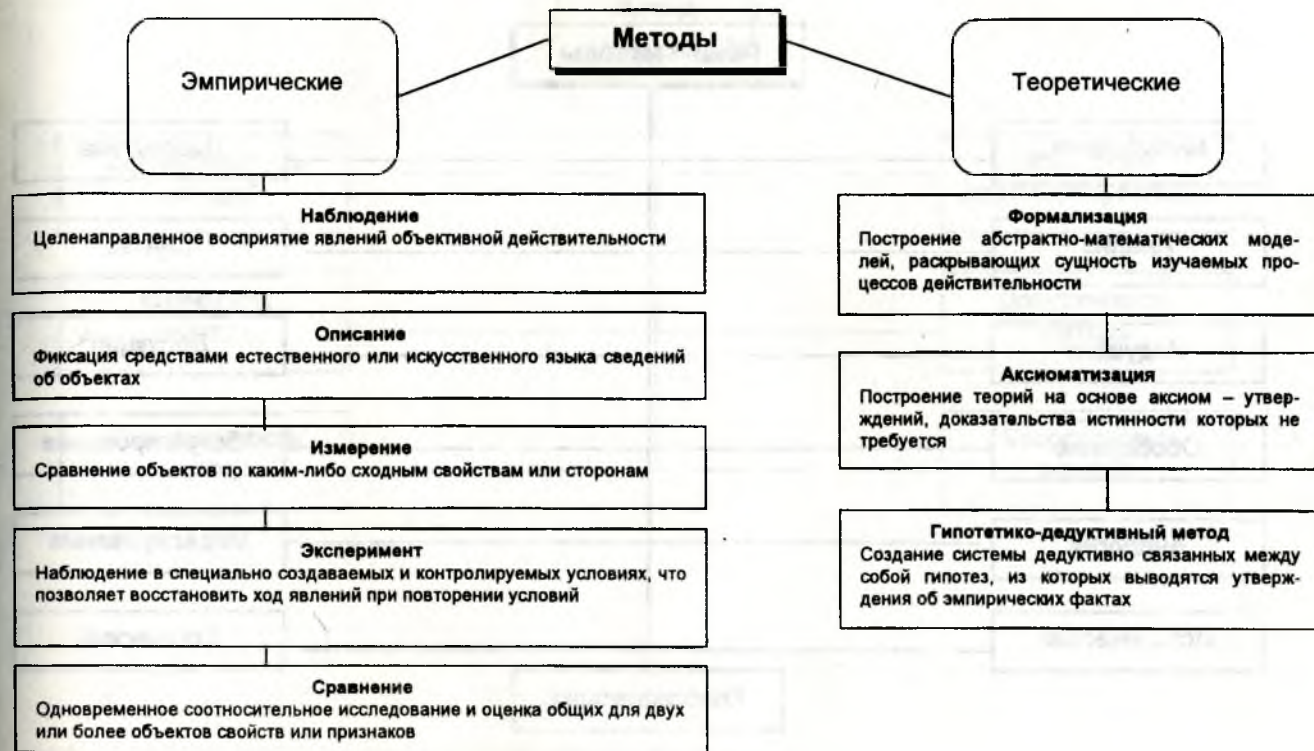 Методы
Эмпирические
Наблюдение
Целенаправленное восприятие явлений объективной действительности
Описание
Фиксация средствами естественного или искусственного языка сведений
об объектах
Измерение
Сравнение объектов по каким-либо сходным свойствам или сторонам
Эксперимент
Наблюдение в специально создаваемых и контролируемых условиях, что
позволяет восстановить ход явлений при повторении условий
Сравнение
Одновременное соотносительное исследование и оценка общих для двух
или более объектов свойств или признаков
Теоретические
Формализация
Построение абстрактно-математических моде-
лей, раскрывающих сущность изучаемых про-
цессов действительности
Аксиоматизация
Построение теорий на основе аксиом – утвер-
ждений, доказательства истинности которых не
требуется
Гипотетико-дедуктивный метод
Создание системы дедуктивно связанных между
собой гипотез, из которых выводятся утверж-
дения об эмпирических фактах